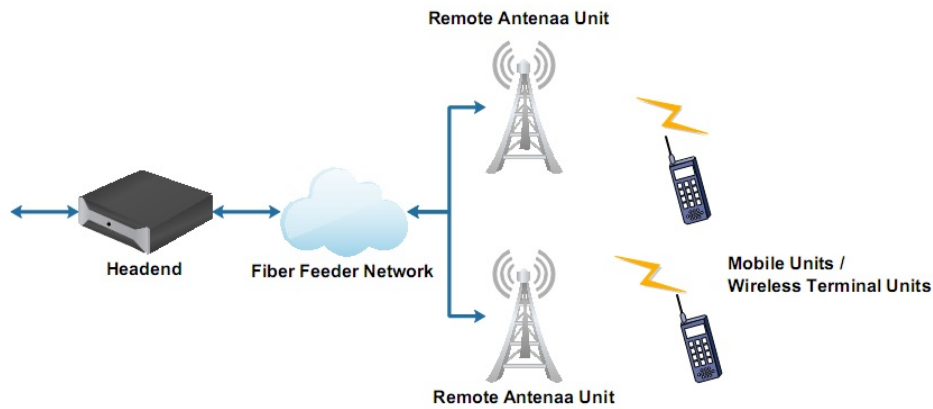 Remote Antenaa Unit
Headend
Fiber Feeder Network
Mobile Units /
Wireless Terminal Units
Remote Antenaa Unit